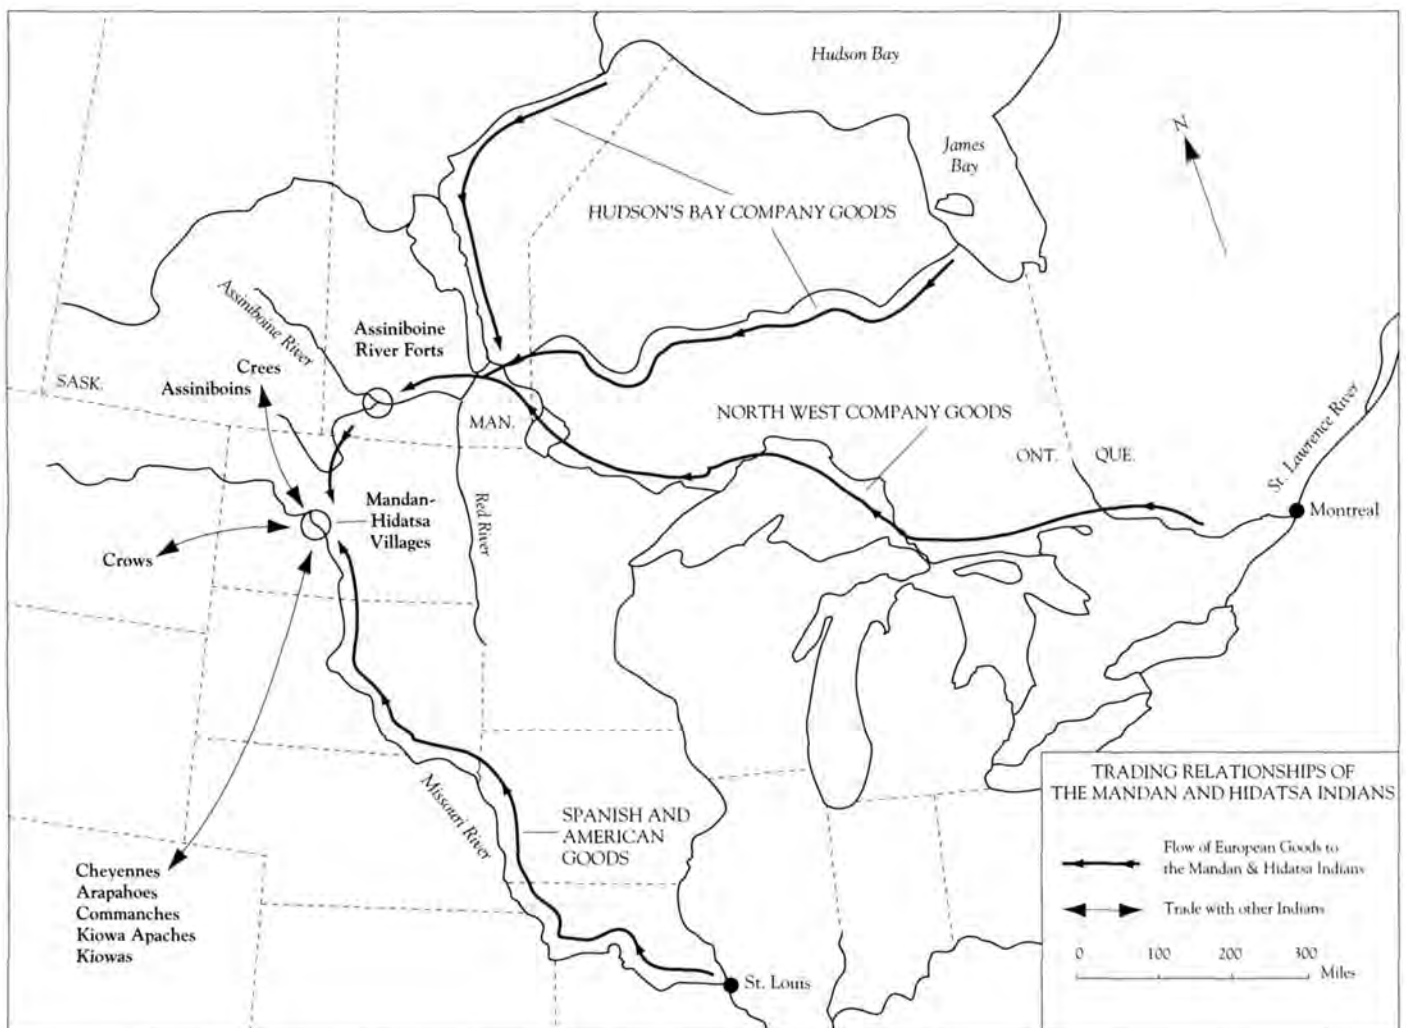 Hudson Bay
James
Bay
N
HUDSON'S BAY COMPANY GOODS
Assiniboine River
Assiniboine
River Forts
Crees
Assiniboins
SASK.
MAN.
NORTH WEST COMPANY GOODS
ONT.
QUE.
St. Lawrence River
Montreal
Mandan-
Hidatsa
Villages
Red River
Crows
Missouri River
SPANISH AND
AMERICAN
GOODS
Cheyennes
Arapahoes
Commanches
Kiowa Apaches
Kiowas
St. Louis
TRADING RELATIONSHIPS OF
THE MANDAN AND HIDATSA INDIANS
Flow of European Goods to
the Mandan & Hidatsa Indians
Trade with other Indians
0 100 200 300
Miles